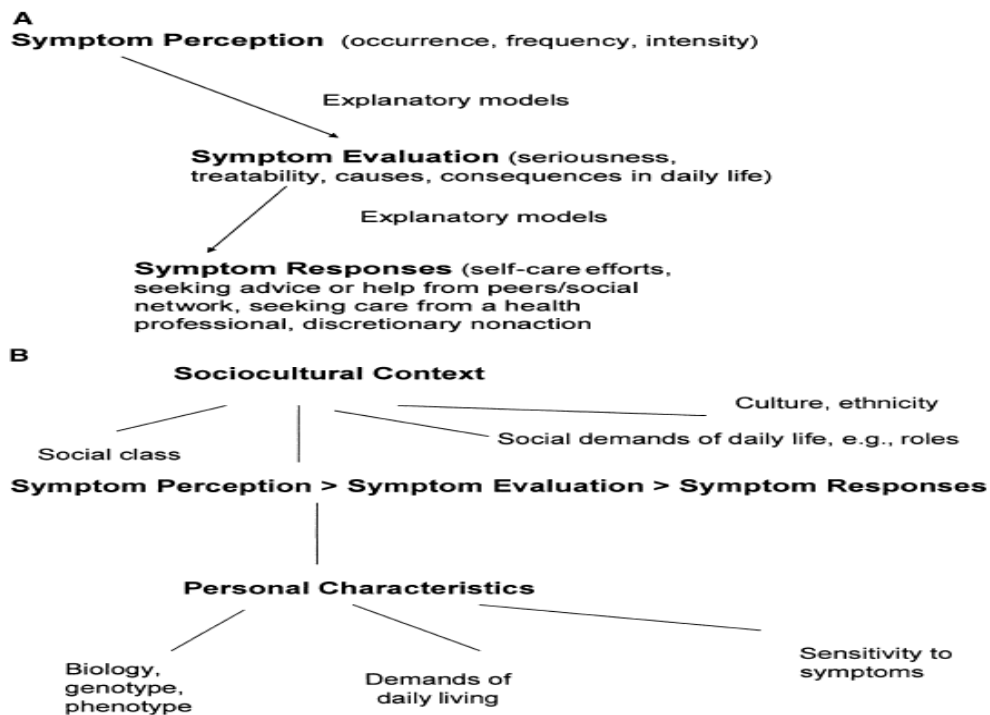 A
Symptom Perception (occurrence, frequency, intensity)
Explanatory models
Symptom Evaluation (seriousness,
treatability, causes, consequences in daily life)
Explanatory models
Symptom Responses (self-care efforts,
seeking advice or help from peers/social
network, seeking care from a health
professional, discretionary nonaction
B
Sociocultural Context
Culture, ethnicity
Social demands of daily life, e.g., roles
Social class
Symptom Perception > Symptom Evaluation > Symptom Responses
Personal Characteristics
Biology,
genotype,
phenotype
Demands of
daily living
Sensitivity to
symptoms